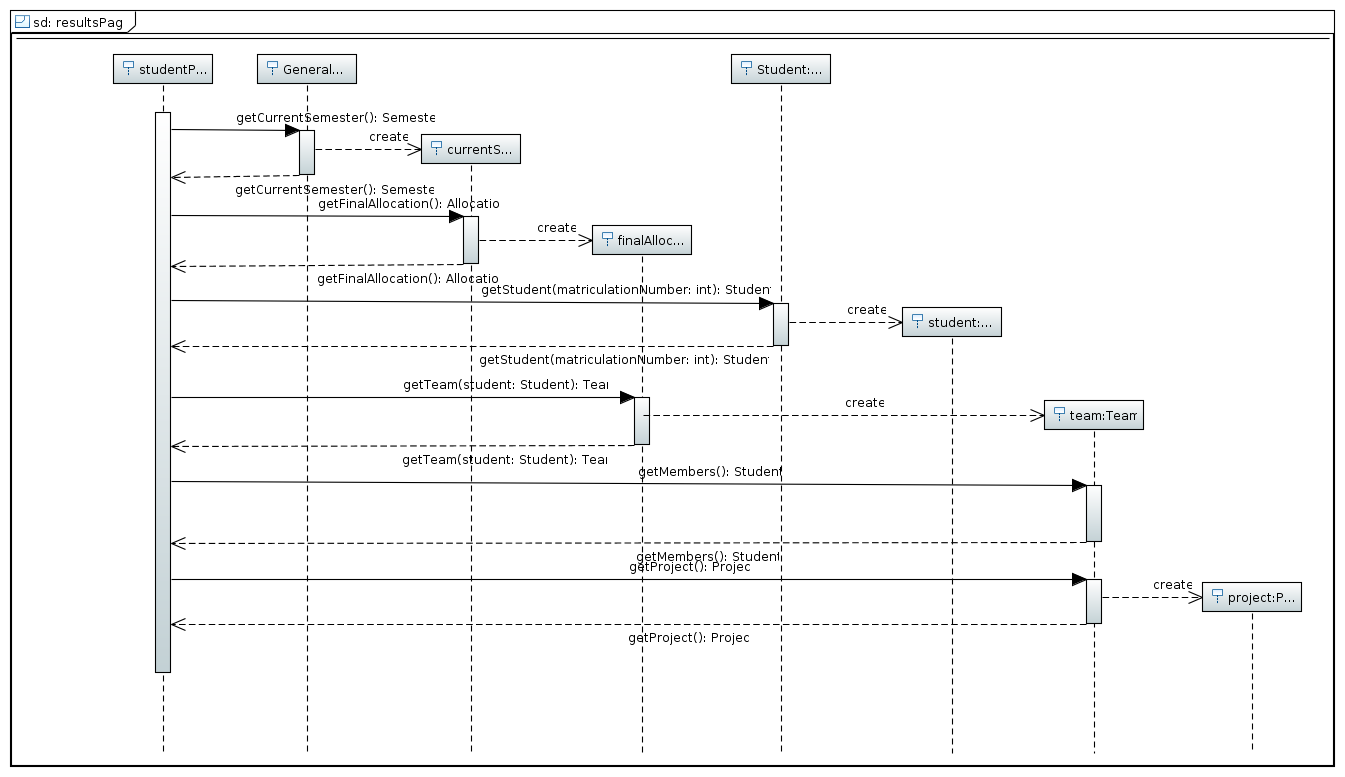 sd: resultsPag
studentP...
General...
Student:...
getCurrentSemester(): Semeste
create
currentS...
getCurrentSemester(): Semeste
getFinalAllocation(): Allocatio
create
finalAlloc...
getFinalAllocation(): Allocatio
getStudent(matriculationNumber: int): Studen
create
student:...
getStudent(matriculationNumber: int): Studen
getTeam(student: Student): Tear
create
team:Team
getTeam(student: Student): Tear
getMembers(): Student
getMembers(): Student
getProject(): Projec
create
project:P...
getProject(): Projec